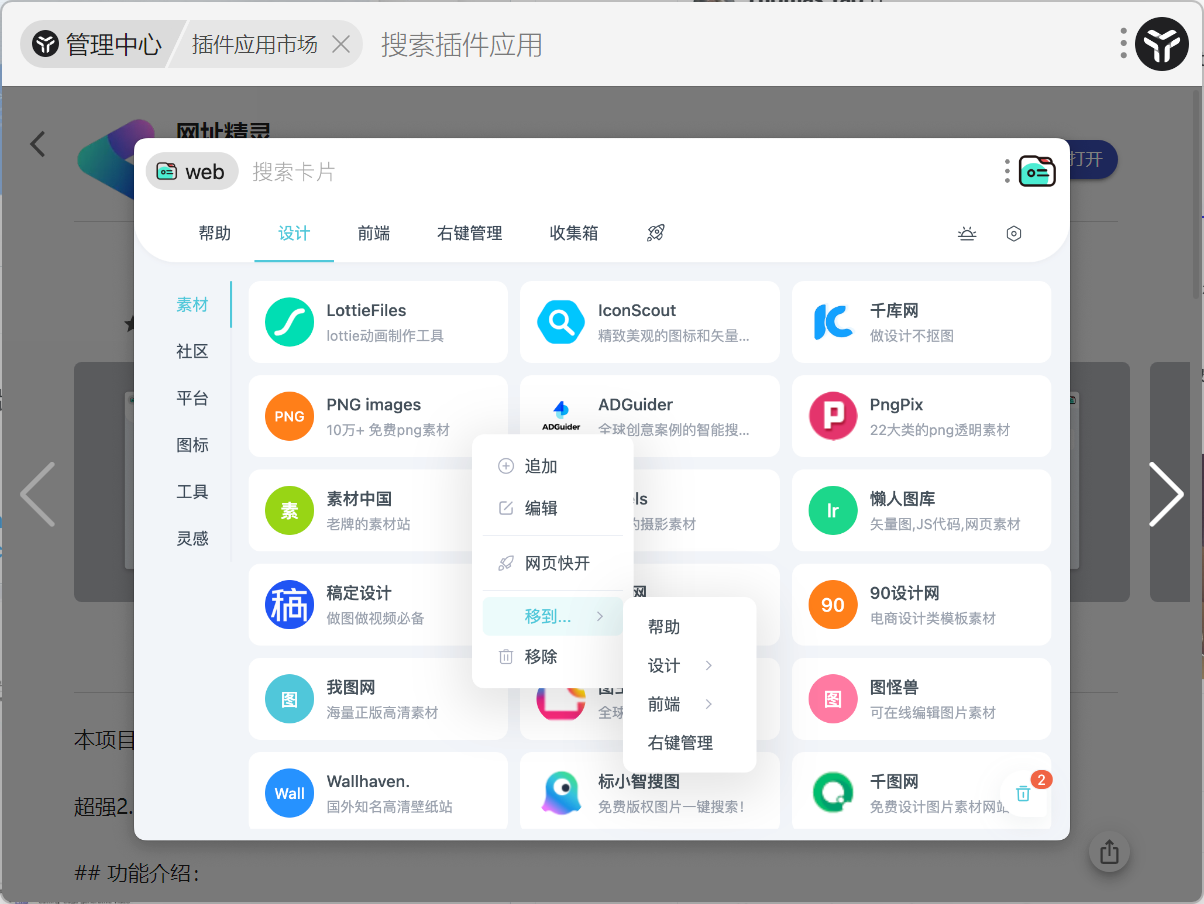 管理中心
插件应用市场
搜索插件应用
网址精灵
打开
web
搜索卡片
帮助
设计
前端
右键管理
收集箱
素材
社区
平台
图标
工具
灵感
LottieFiles
lottie动画制作工具
IconScout
精致美观的图标和矢量...
千库网
做设计不抠图
PNG
PNG images
10万+ 免费png素材
ADGuider
ADGuider
全球创意案例的智能搜...
PngPix
22大类的png透明素材
素
素材中国
老牌的素材站
els
的摄影素材
lr
懒人图库
矢量图,JS代码,网页素材
稿
稿定设计
做图做视频必备
网
90
90设计网
电商设计类模板素材
图
我图网
海量正版高清素材
全球
图
图怪兽
可在线编辑图片素材
Wall
Wallhaven.
国外知名高清壁纸站
标小智搜图
免费版权图片一键搜索！
千图网
免费设计图片素材网站
2
追加
编辑
网页快开
移到...
移除
帮助
设计
前端
右键管理
本项目
超强2.
## 功能介绍：